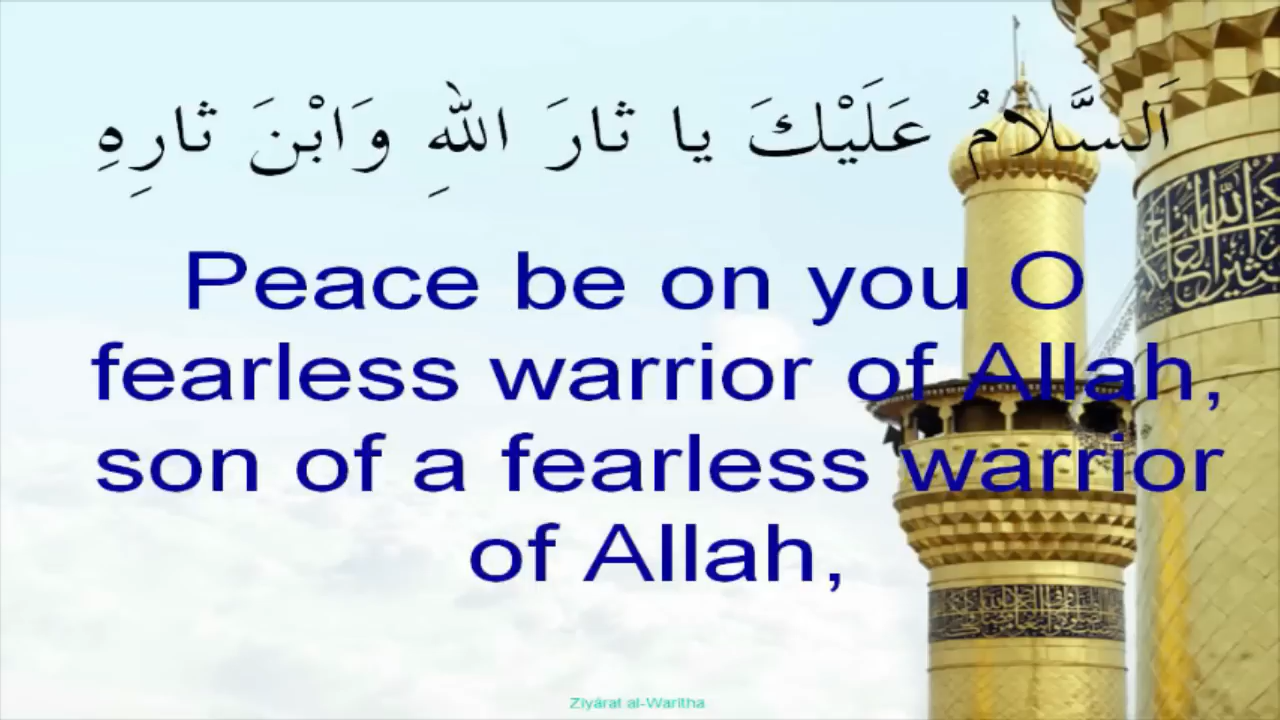 اَلسَّلامُ عَلَيْكَ يا ثارَ اللهِ وَابْنَ ثارِهِ
Peace be on you O
fearless warrior of Allah,
son of a fearless warrior
of Allah,
Ziyárat al-Waritha